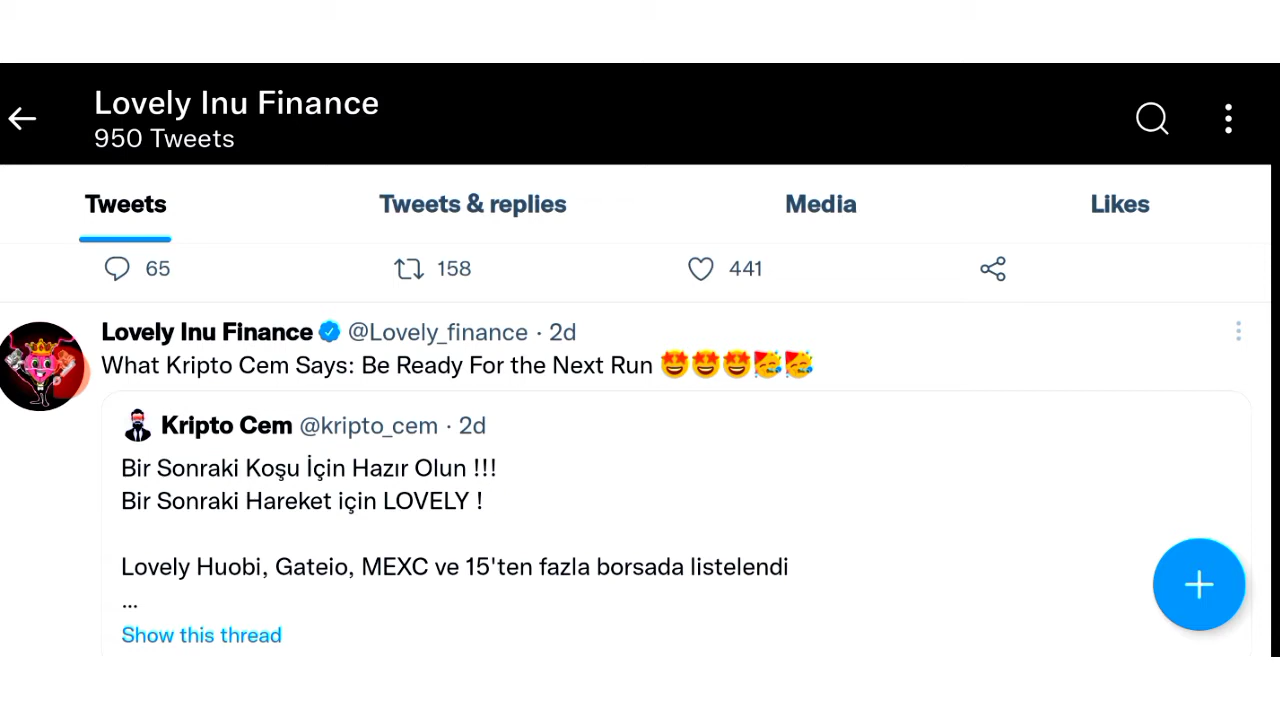 Lovely Inu Finance
950 Tweets
Tweets Tweets & replies Media Likes
65 158 441
Lovely Inu Finance @Lovely_finance · 2d
What Kripto Cem Says: Be Ready For the Next Run 🤩🤩🤩🥳🥳
Kripto Cem @kripto_cem · 2d
Bir Sonraki Koşu İçin Hazır Olun !!!
Bir Sonraki Hareket için LOVELY !
Lovely Huobi, Gateio, MEXC ve 15'ten fazla borsada listelendi
...
Show this thread